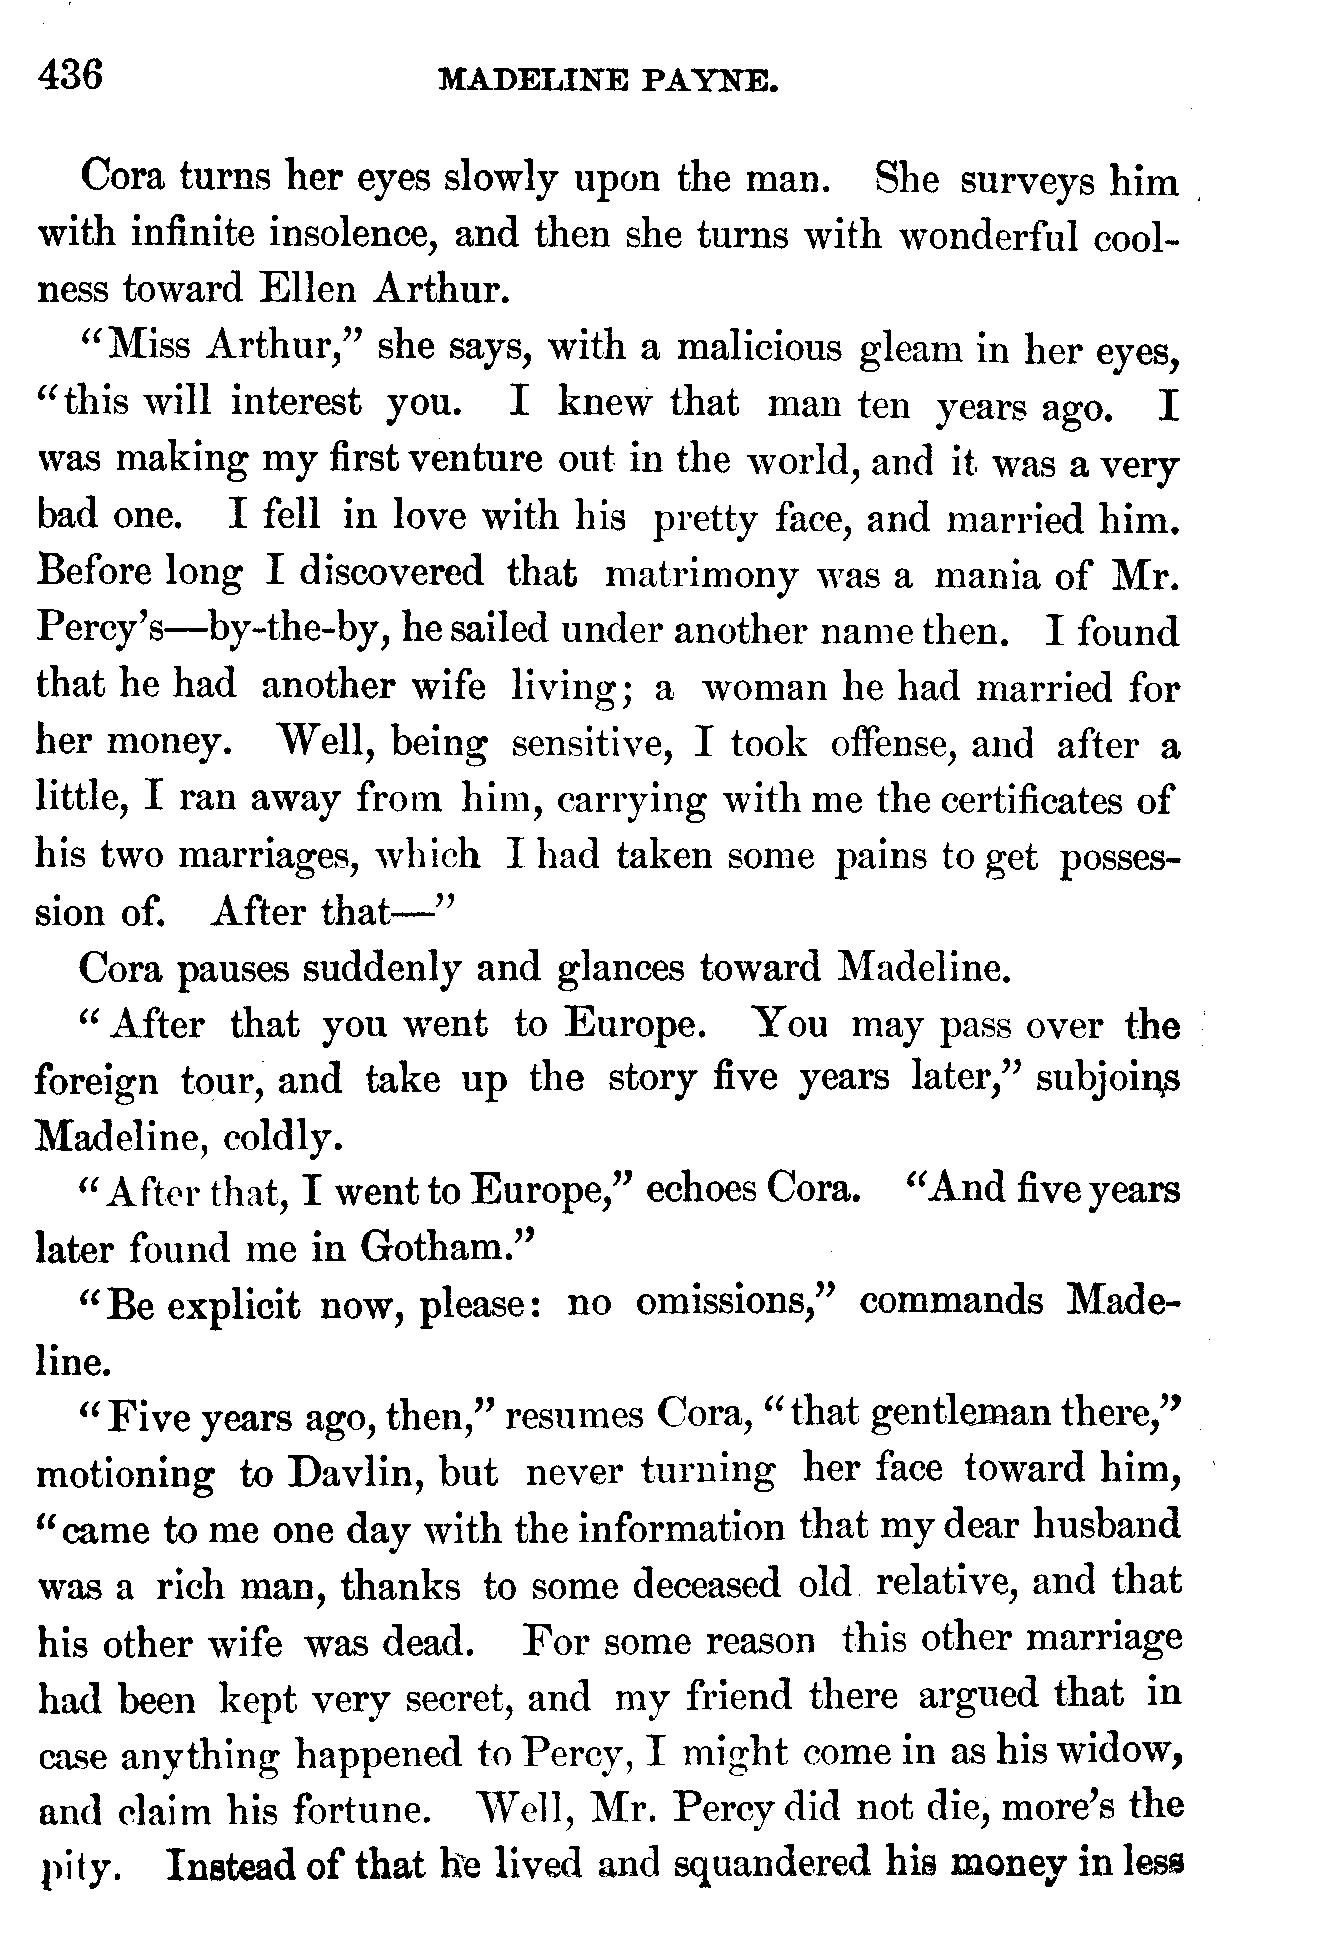 436 MADELINE PAYNE.
Cora turns her eyes slowly upon the man. She surveys him
with infinite insolence, and then she turns with wonderful cool-
ness toward Ellen Arthur.
"Miss Arthur," she says, with a malicious gleam in her eyes,
"this will interest you. I knew that man ten years ago. I
was making my first venture out in the world, and it was a very
bad one. I fell in love with his pretty face, and married him.
Before long I discovered that matrimony was a mania of Mr.
Percy's—by-the-by, he sailed under another name then. I found
that he had another wife living; a woman he had married for
her money. Well, being sensitive, I took offense, and after a
little, I ran away from him, carrying with me the certificates of
his two marriages, which I had taken some pains to get posses-
sion of. After that—"
Cora pauses suddenly and glances toward Madeline.
"After that you went to Europe. You may pass over the
foreign tour, and take up the story five years later," subjoins
Madeline, coldly.
"After that, I went to Europe," echoes Cora. "And five years
later found me in Gotham."
"Be explicit now, please: no omissions," commands Made-
line.
"Five years ago, then," resumes Cora, "that gentleman there,"
motioning to Davlin, but never turning her face toward him,
"came to me one day with the information that my dear husband
was a rich man, thanks to some deceased old relative, and that
his other wife was dead. For some reason this other marriage
had been kept very secret, and my friend there argued that in
case anything happened to Percy, I might come in as his widow,
and claim his fortune. Well, Mr. Percy did not die, more's the
pity. Instead of that he lived and squandered his money in less